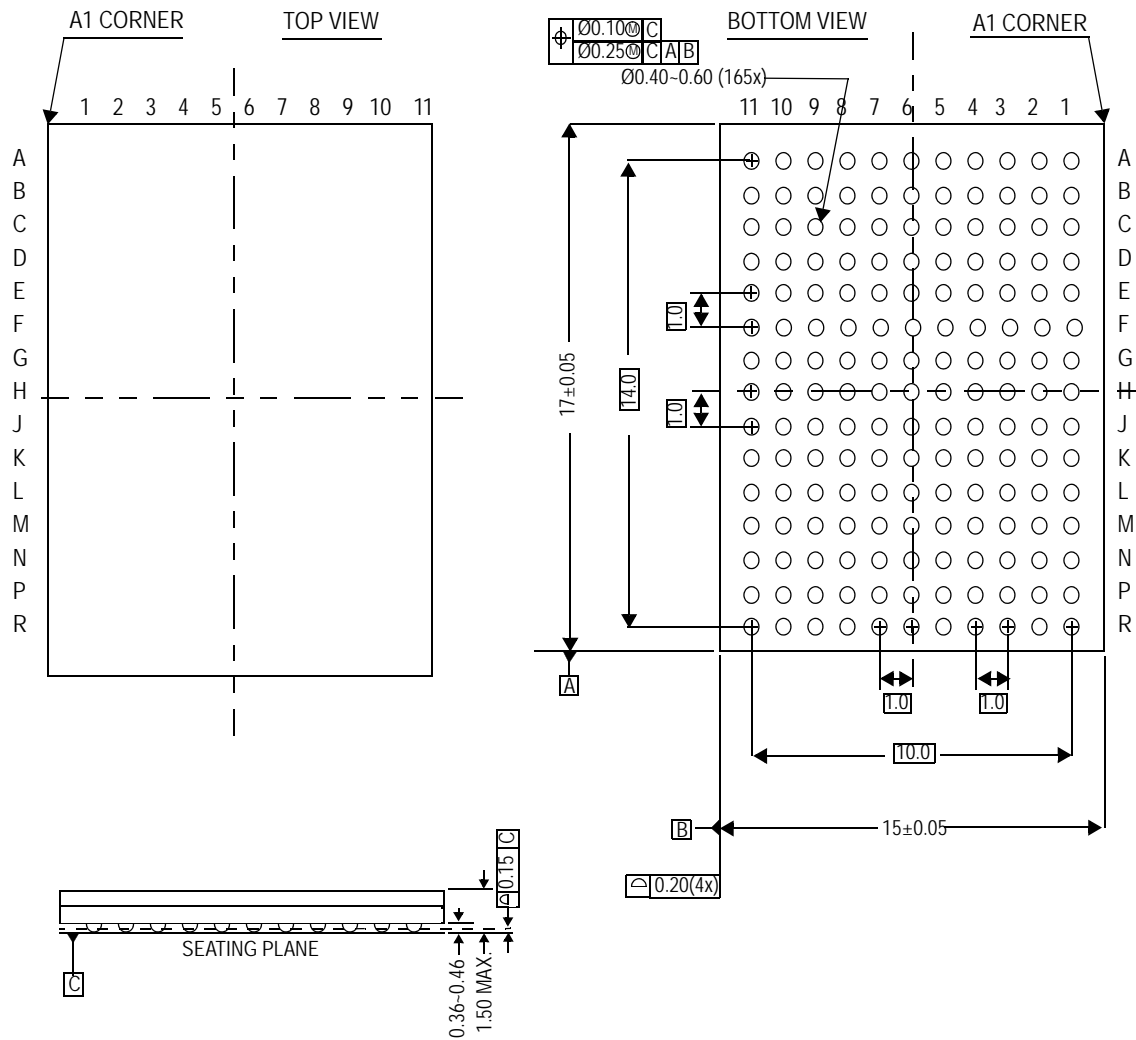 A1 CORNER
TOP VIEW
1 2 3 4 5 6 7 8 9 10 11
A
B
C
D
E
F
G
H
J
K
L
M
N
P
R
Ø0.10Ⓜ C
Ø0.25Ⓜ C A B
BOTTOM VIEW
A1 CORNER
Ø0.40~0.60 (165x)
11 10 9 8 7 6 5 4 3 2 1
A
B
C
D
E
F
G
H
J
K
L
M
N
P
R
1.0
1.0
14.0
17±0.05
A
1.0
1.0
10.0
B
15±0.05
0.20(4x)
0.15 C
SEATING PLANE
C
0.36~0.46
1.50 MAX.